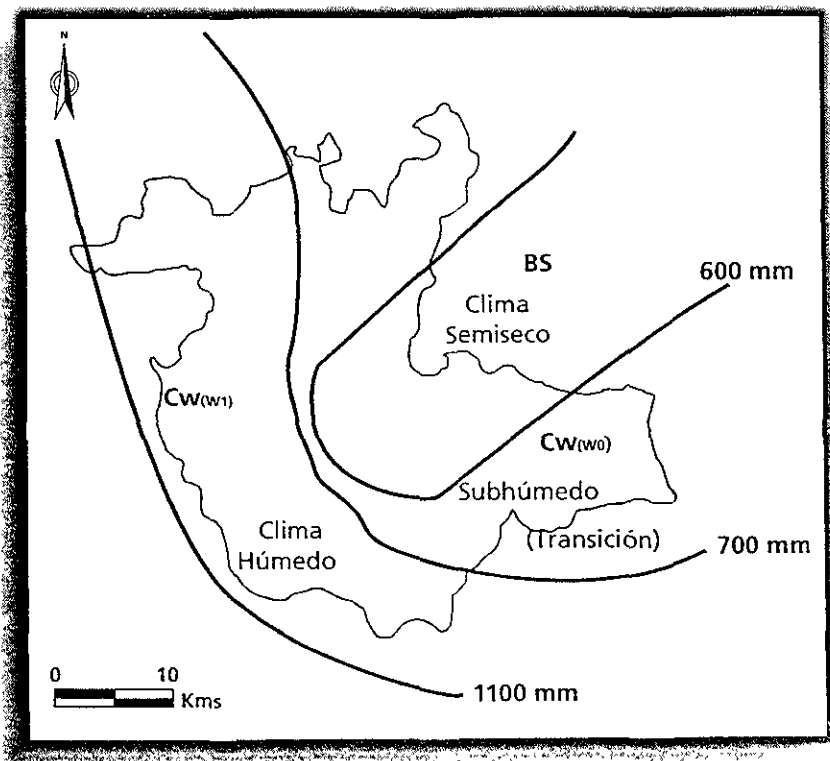 N
BS
600 mm
Clima
Semiseco
Cw(w1)
Cw(w0)
Subhúmedo
Clima
Húmedo
(Transición)
700 mm
0 10
Kms
1100 mm